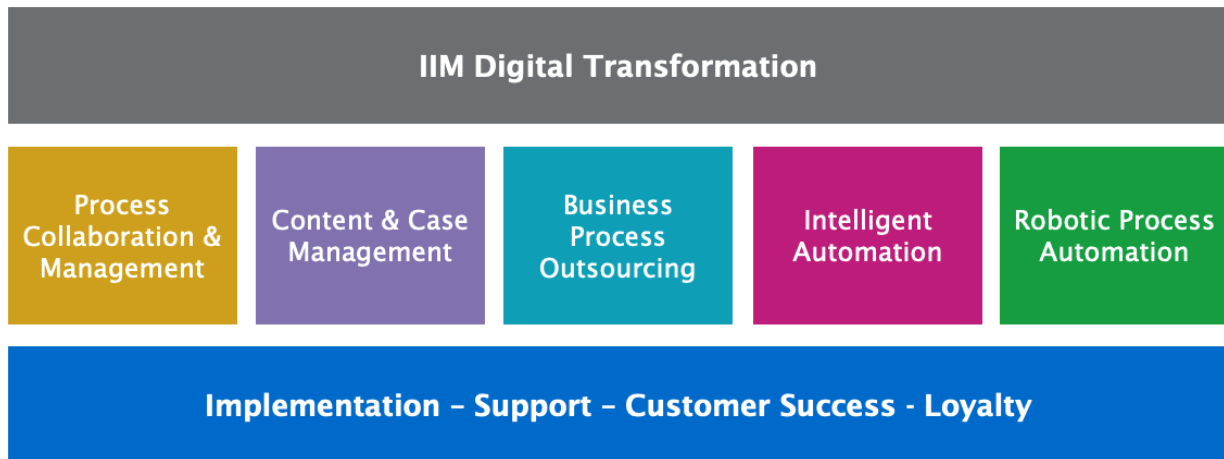 IIM Digital Transformation
Process
Collaboration &
Management
Content & Case
Management
Business
Process
Outsourcing
Intelligent
Automation
Robotic Process
Automation
Implementation – Support – Customer Success - Loyalty